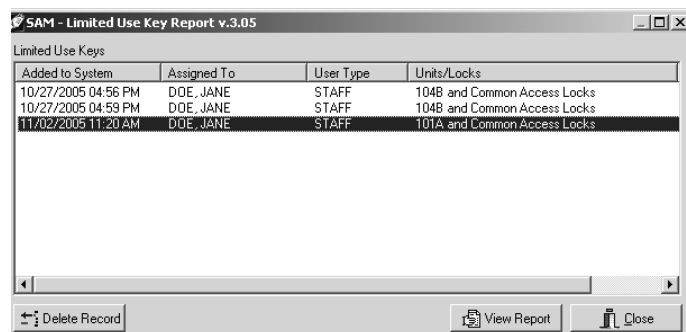 SAM - Limited Use Key Report v.3.05
Limited Use Keys
Added to System Assigned To User Type Units/Locks
10/27/2005 04:56 PM DOE, JANE STAFF 104B and Common Access Locks
10/27/2005 04:59 PM DOE, JANE STAFF 104B and Common Access Locks
11/02/2005 11:20 AM DOE, JANE STAFF 101A and Common Access Locks
Delete Record View Report Close